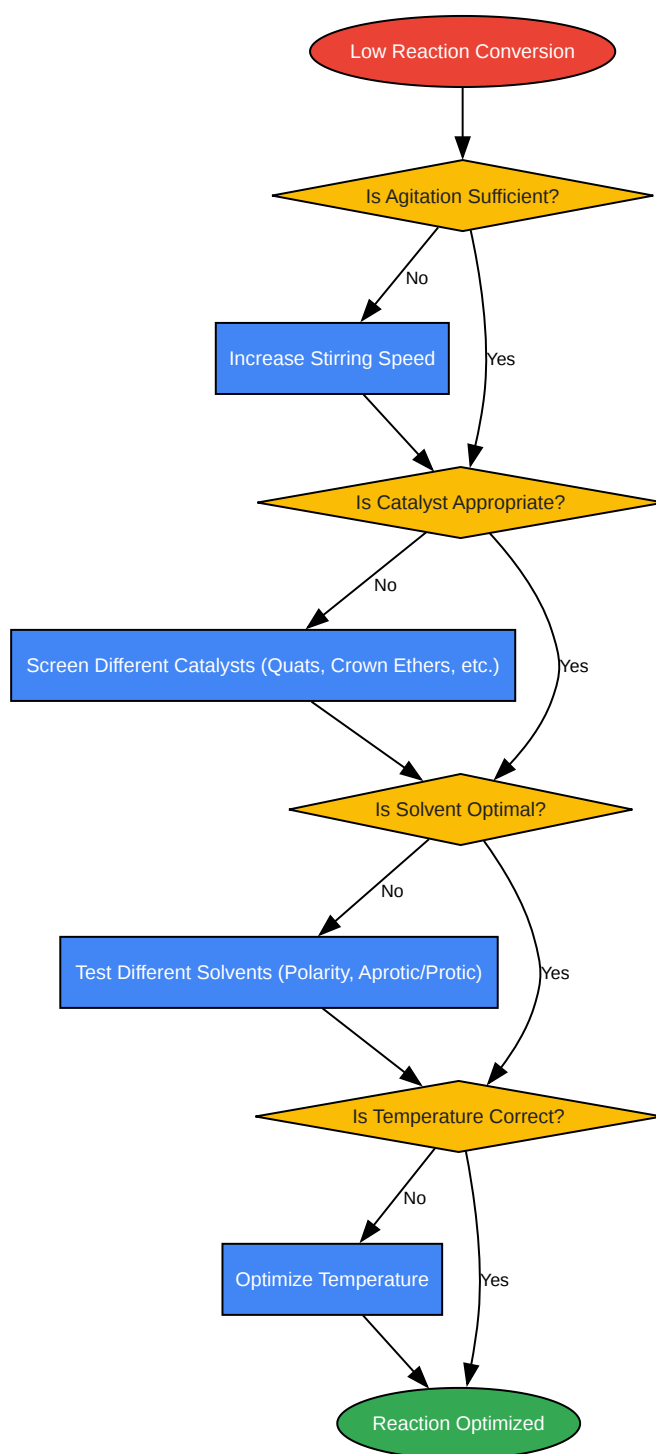 Low Reaction Conversion
Is Agitation Sufficient?
No
Increase Stirring Speed
Yes
Is Catalyst Appropriate?
No
Screen Different Catalysts (Quats, Crown Ethers, etc.)
Yes
Is Solvent Optimal?
No
Test Different Solvents (Polarity, Aprotic/Protic)
Yes
Is Temperature Correct?
No
Optimize Temperature
Yes
Reaction Optimized